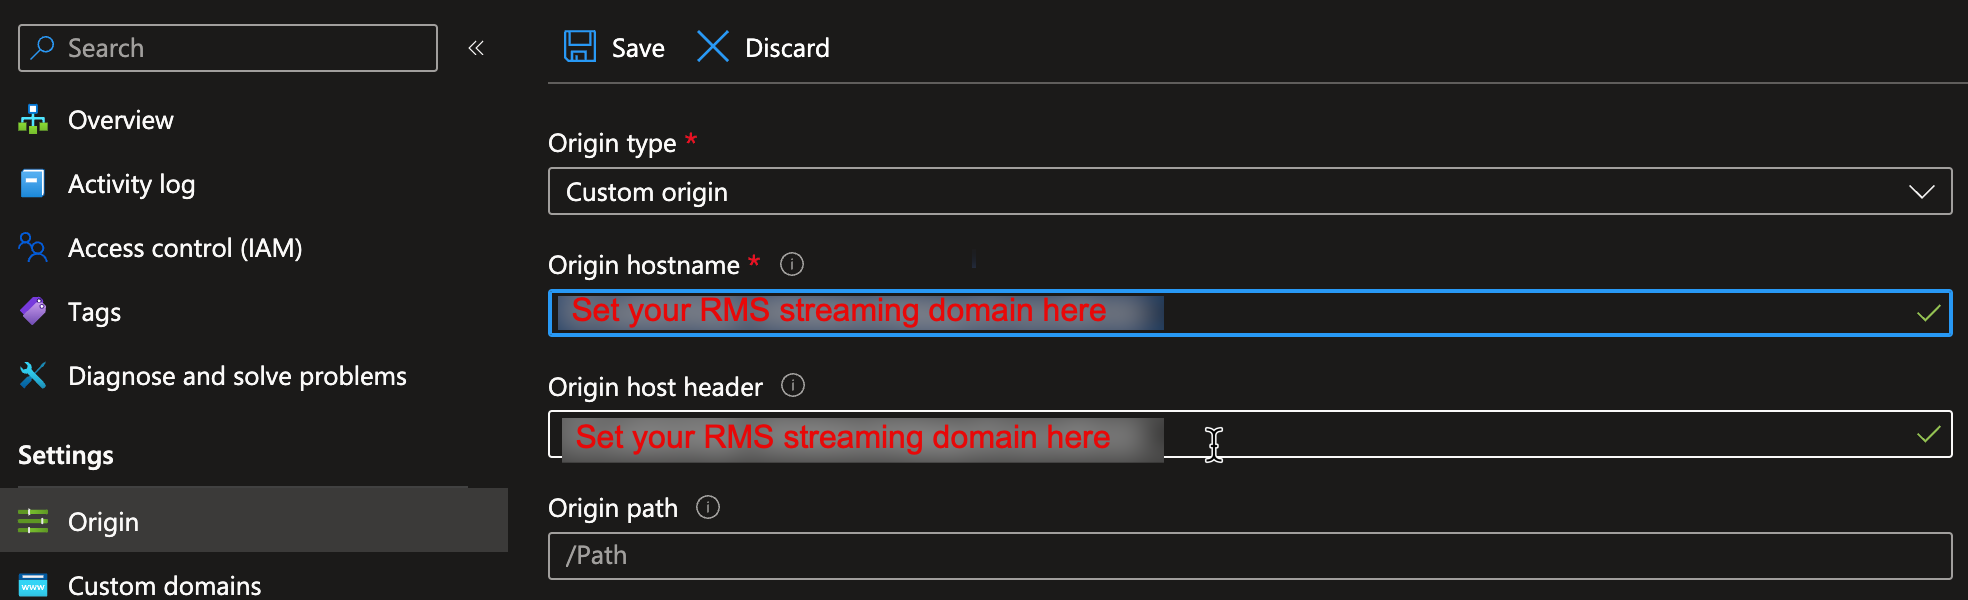 Search
«
Save
Discard
Overview
Activity log
Access control (IAM)
Tags
Diagnose and solve problems
Settings
Origin
Custom domains
Origin type *
Custom origin
Origin hostname *
Set your RMS streaming domain here
Origin host header
Set your RMS streaming domain here
Origin path
/Path